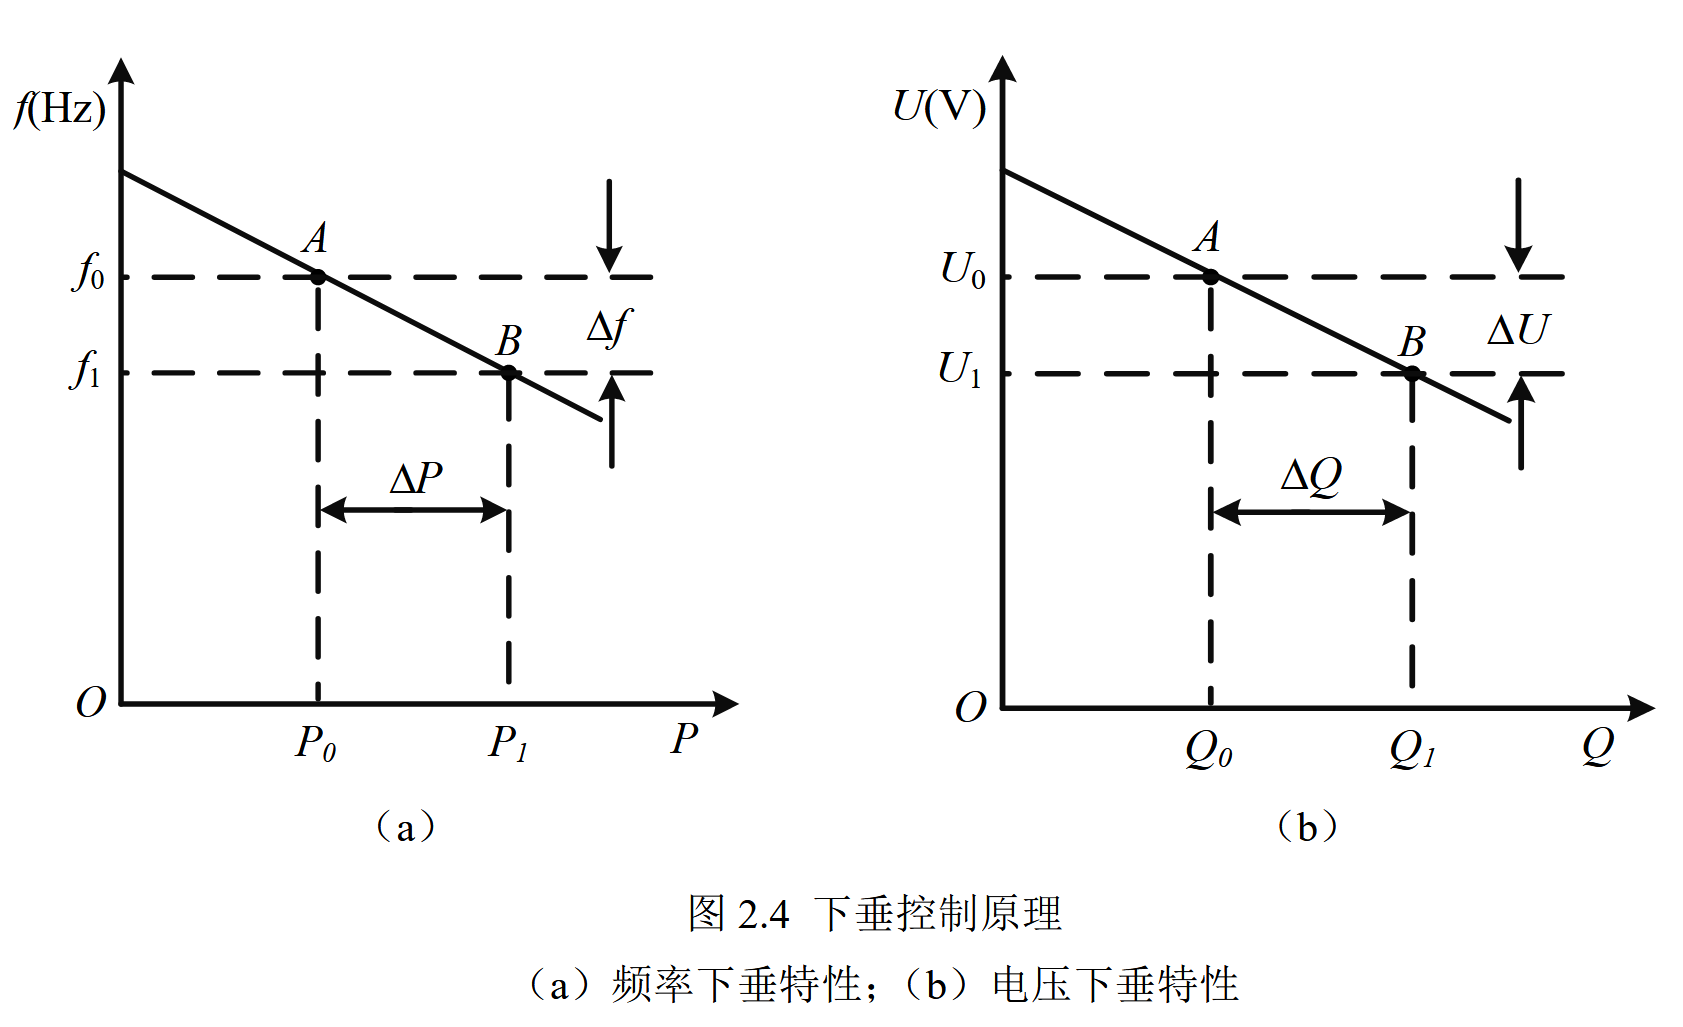 f(Hz)
A
f0
B
Δf
f1
ΔP
O
P0
P1
P
（a）
U(V)
A
U0
B
ΔU
U1
ΔQ
O
Q0
Q1
Q
（b）
图 2.4 下垂控制原理
（a）频率下垂特性；（b）电压下垂特性